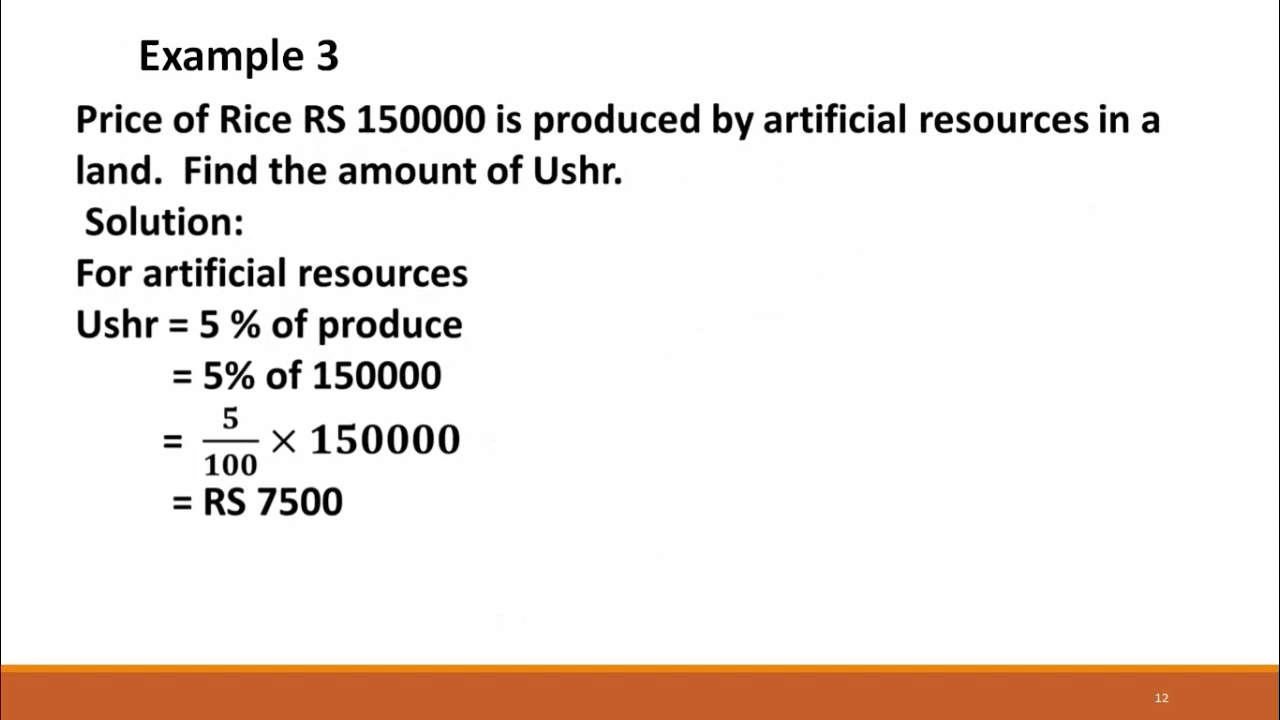 Example 3
Price of Rice RS 150000 is produced by artificial resources in a
land. Find the amount of Ushr.
Solution:
For artificial resources
Ushr = 5 % of produce
= 5% of 150000
= 5/100 × 150000
= RS 7500
12